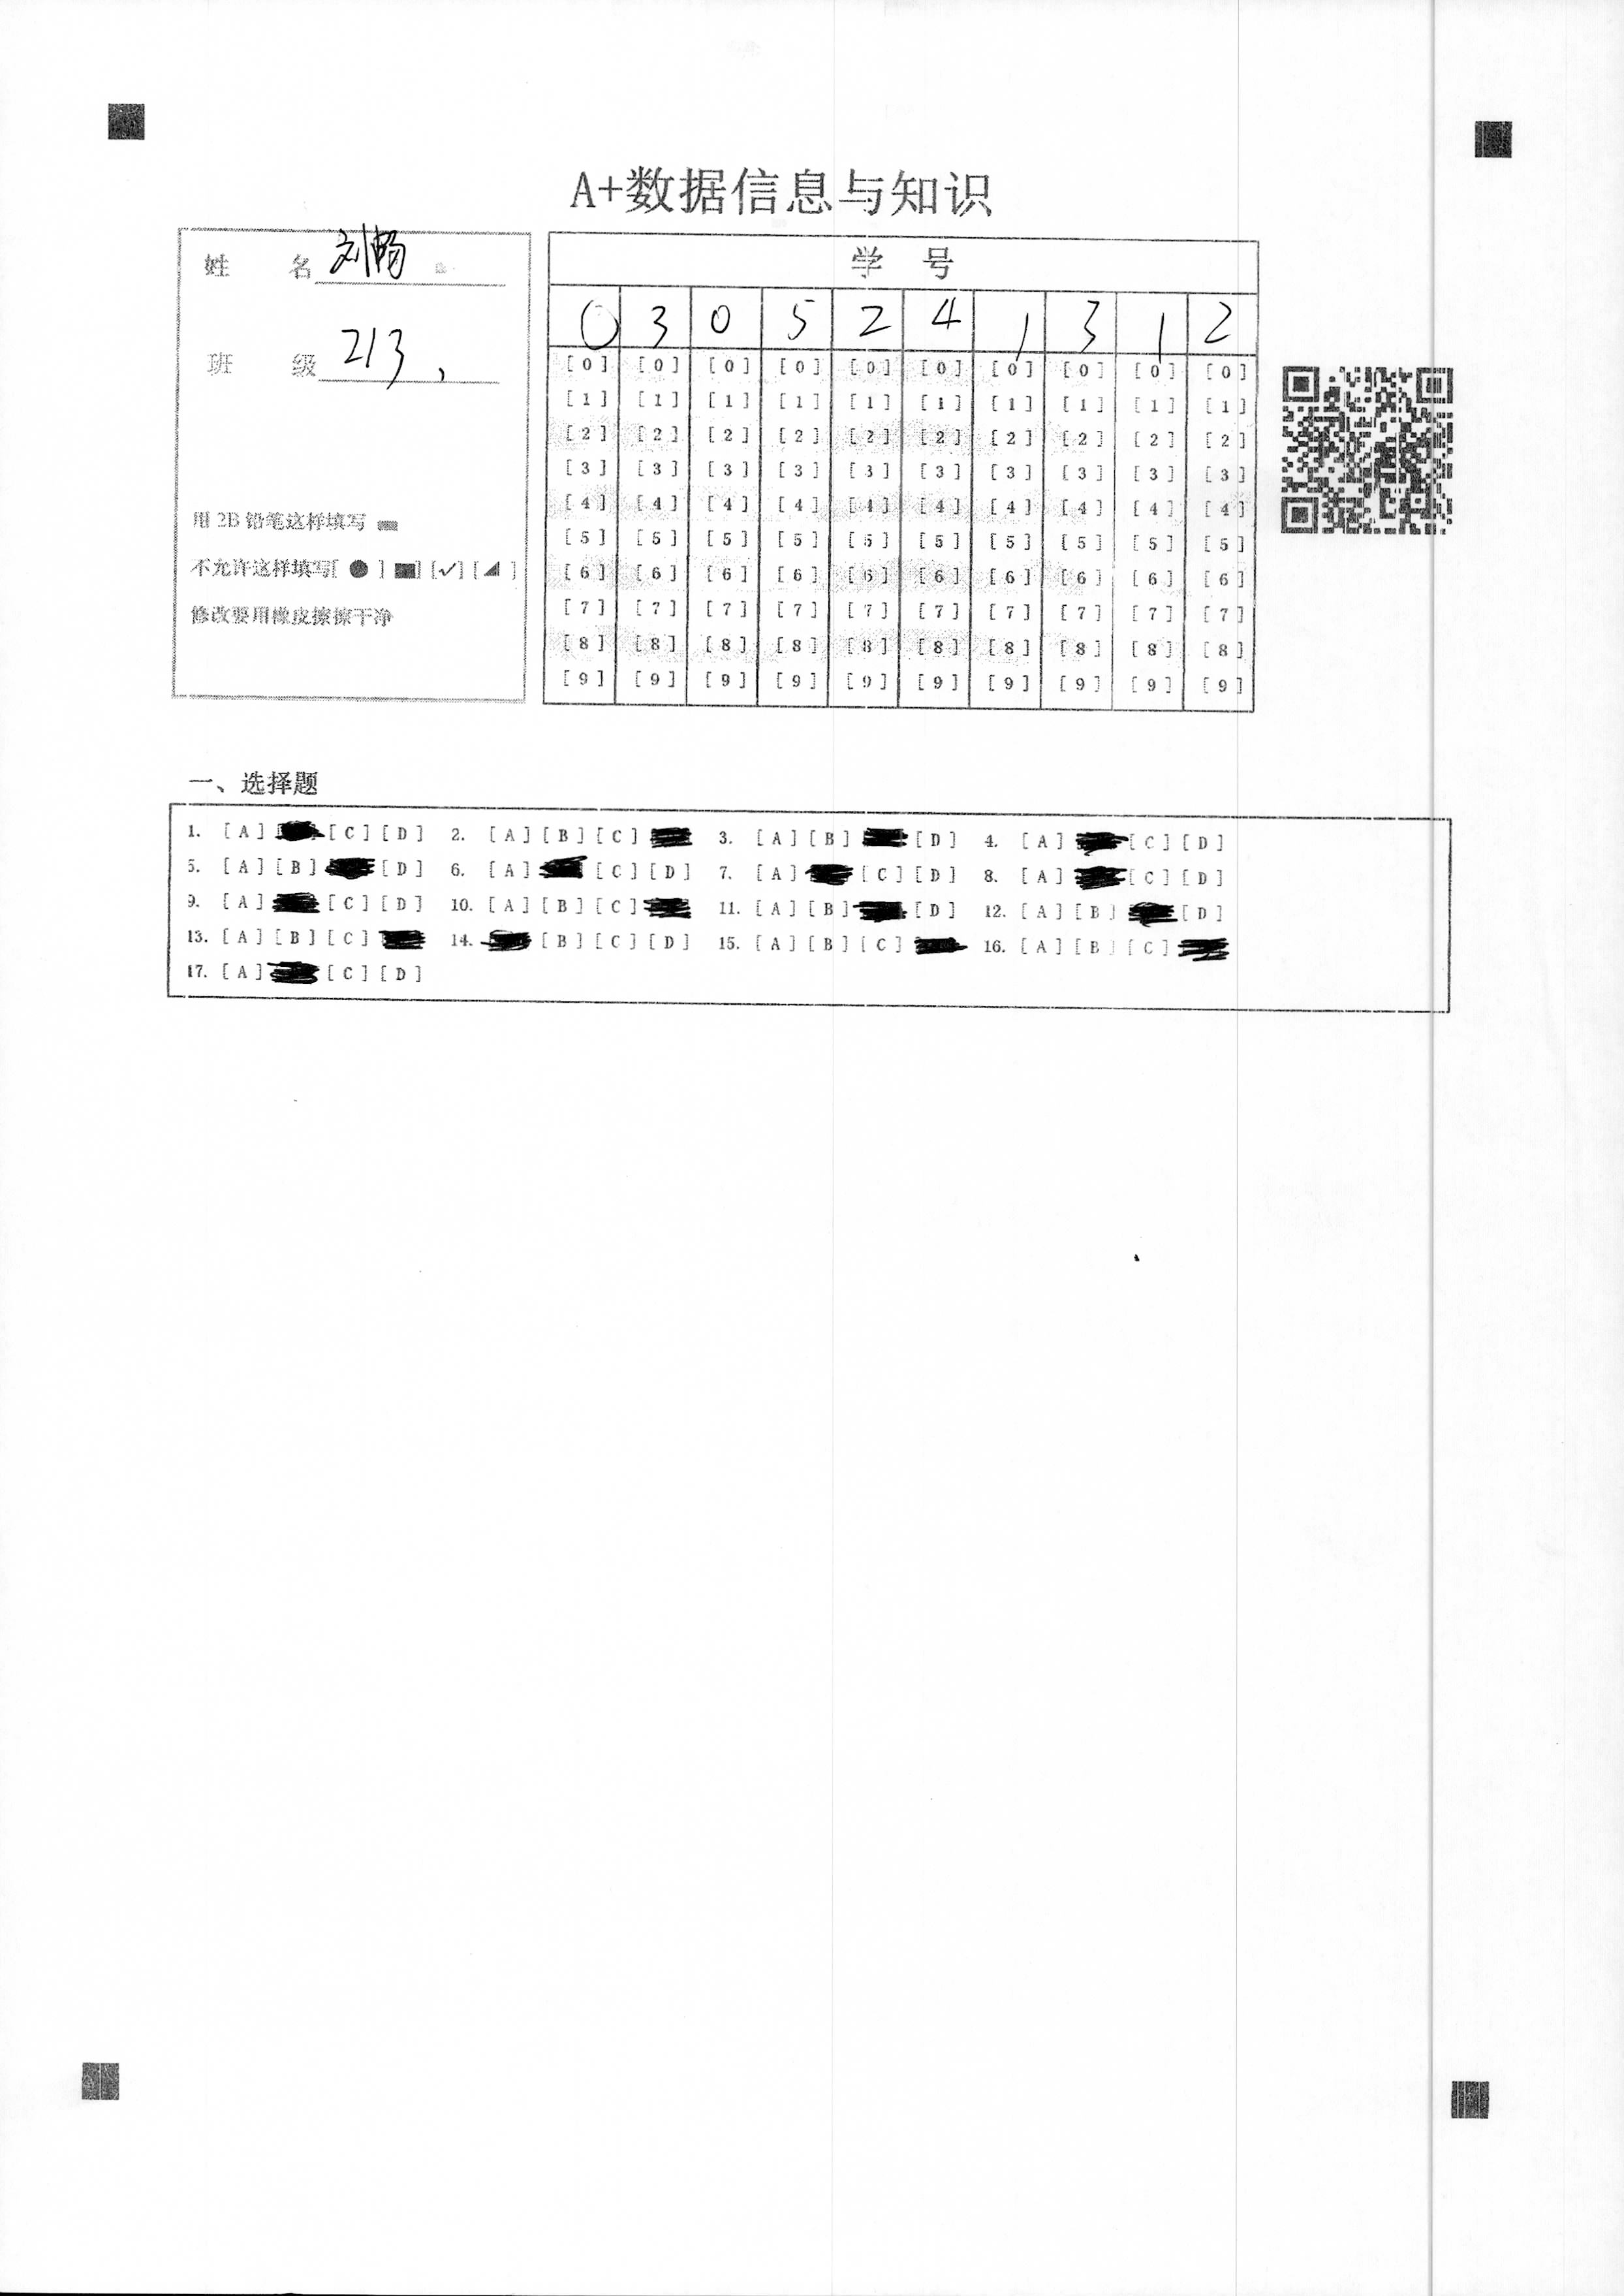 A+数据信息与知识
姓 名 刘畅
班 级 213
用 2B 铅笔这样填写
不允许这样填写[ ● ] ■] [✓] [◢ ]
修改要用橡皮擦擦干净
学 号
0 3 0 5 2 4 1 3 1 2
[0] [0] [0] [0] [0] [0] [0] [0] [0] [0]
[1] [1] [1] [1] [1] [1] [1] [1] [1] [1]
[2] [2] [2] [2] [2] [2] [2] [2] [2] [2]
[3] [3] [3] [3] [3] [3] [3] [3] [3] [3]
[4] [4] [4] [4] [4] [4] [4] [4] [4] [4]
[5] [5] [5] [5] [5] [5] [5] [5] [5] [5]
[6] [6] [6] [6] [6] [6] [6] [6] [6] [6]
[7] [7] [7] [7] [7] [7] [7] [7] [7] [7]
[8] [8] [8] [8] [8] [8] [8] [8] [8] [8]
[9] [9] [9] [9] [9] [9] [9] [9] [9] [9]
一、选择题
1. [A] [C] [D] 2. [A] [B] [C] 3. [A] [B] [D] 4. [A] [C] [D]
5. [A] [B] [D] 6. [A] [C] [D] 7. [A] [C] [D] 8. [A] [C] [D]
9. [A] [C] [D] 10. [A] [B] [C] 11. [A] [B] [D] 12. [A] [B] [D]
13. [A] [B] [C] 14. [B] [C] [D] 15. [A] [B] [C] 16. [A] [B] [C]
17. [A] [C] [D]